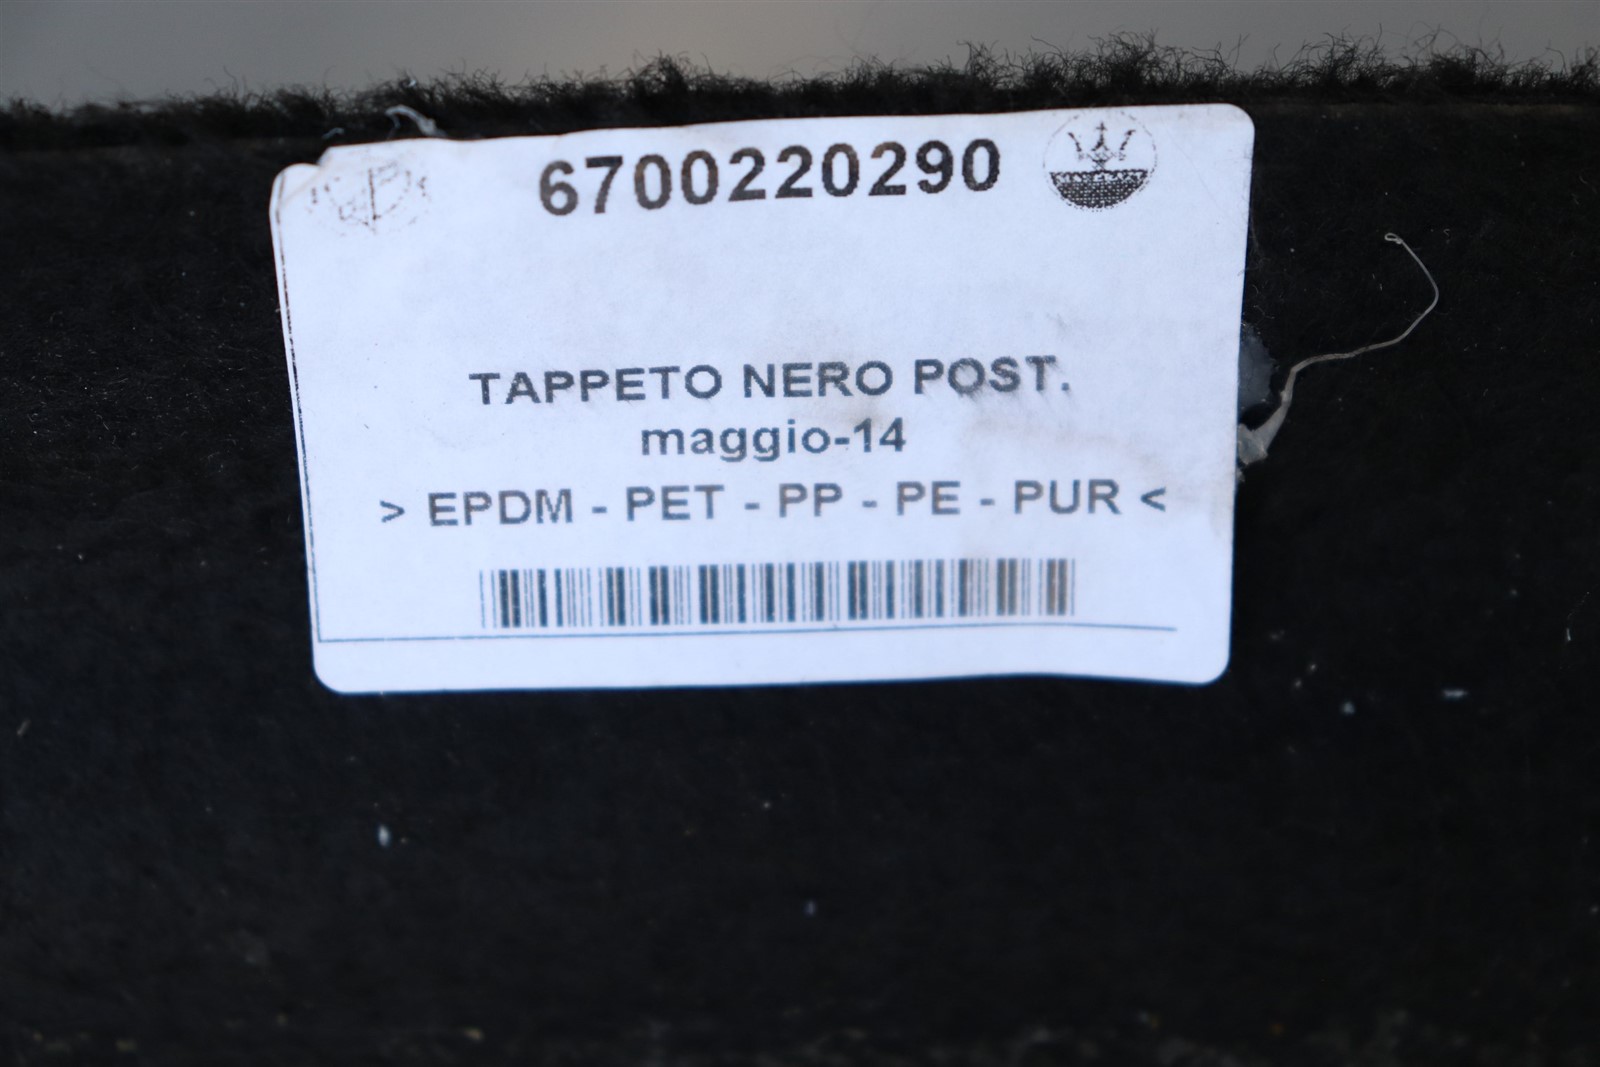 6700220290
TAPPETO NERO POST.
maggio-14
> EPDM - PET - PP - PE - PUR <